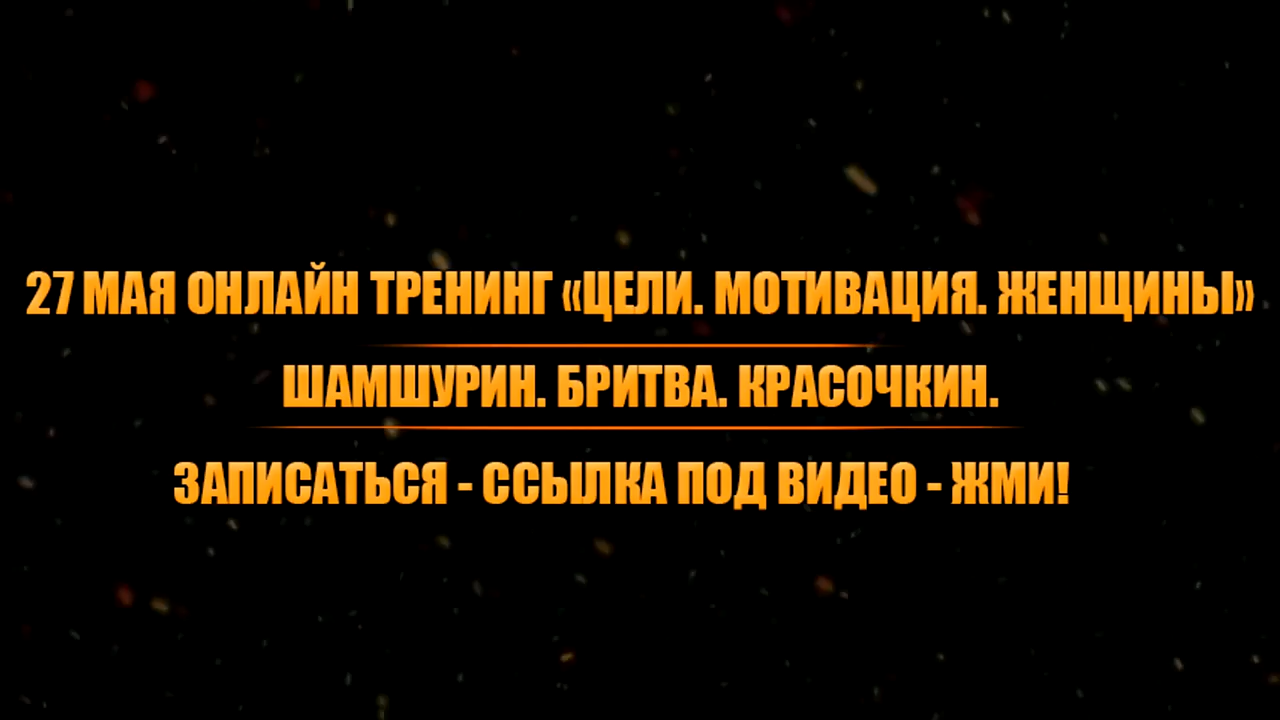 27 МАЯ ОНЛАЙН ТРЕНИНГ «ЦЕЛИ. МОТИВАЦИЯ. ЖЕНЩИНЫ»
ШАМШУРИН. БРИТВА. КРАСОЧКИН.
ЗАПИСАТЬСЯ - ССЫЛКА ПОД ВИДЕО - ЖМИ!